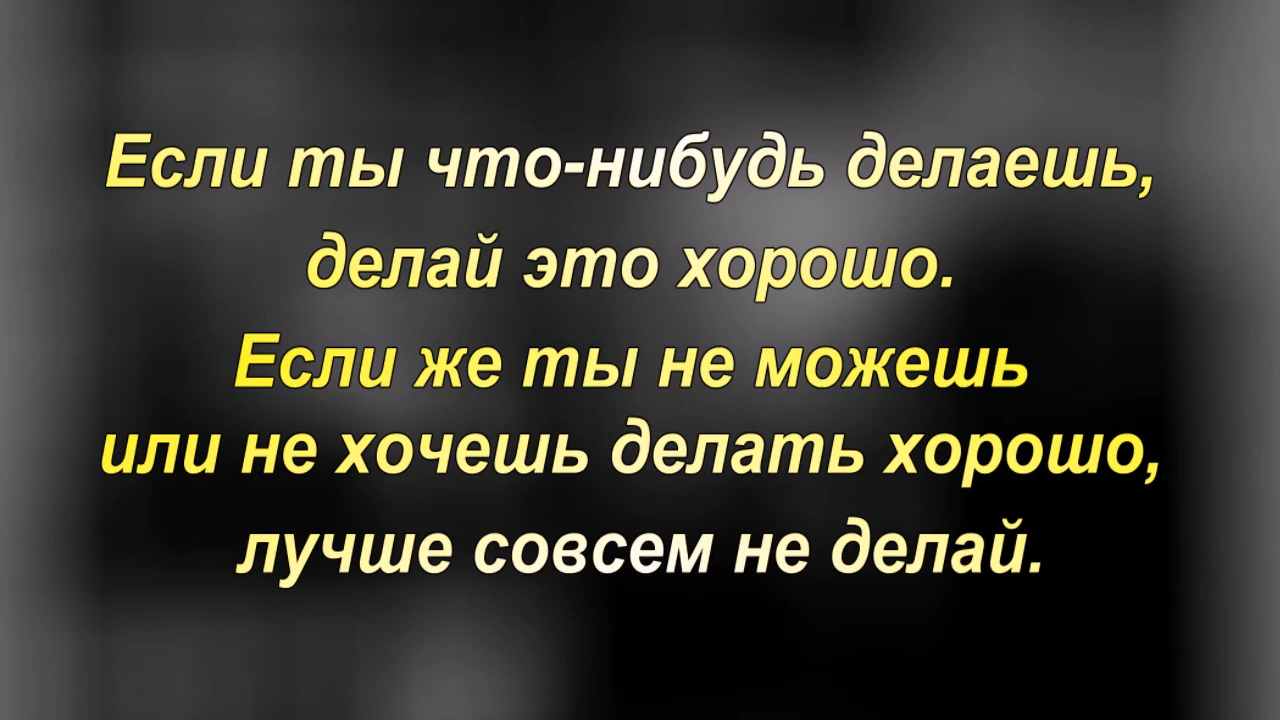 Если ты что-нибудь делаешь,
делай это хорошо.
Если же ты не можешь
или не хочешь делать хорошо,
лучше совсем не делай.